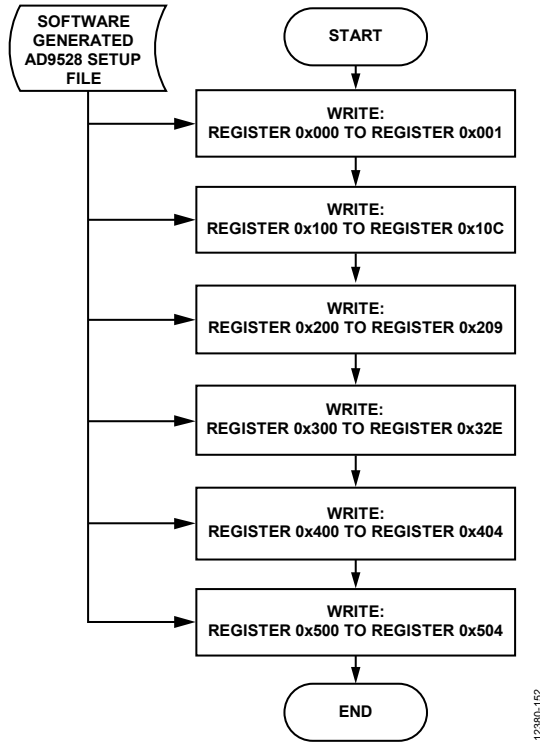 SOFTWARE
GENERATED
AD9528 SETUP
FILE
START
WRITE:
REGISTER 0x000 TO REGISTER 0x001
WRITE:
REGISTER 0x100 TO REGISTER 0x10C
WRITE:
REGISTER 0x200 TO REGISTER 0x209
WRITE:
REGISTER 0x300 TO REGISTER 0x32E
WRITE:
REGISTER 0x400 TO REGISTER 0x404
WRITE:
REGISTER 0x500 TO REGISTER 0x504
END
12380-152